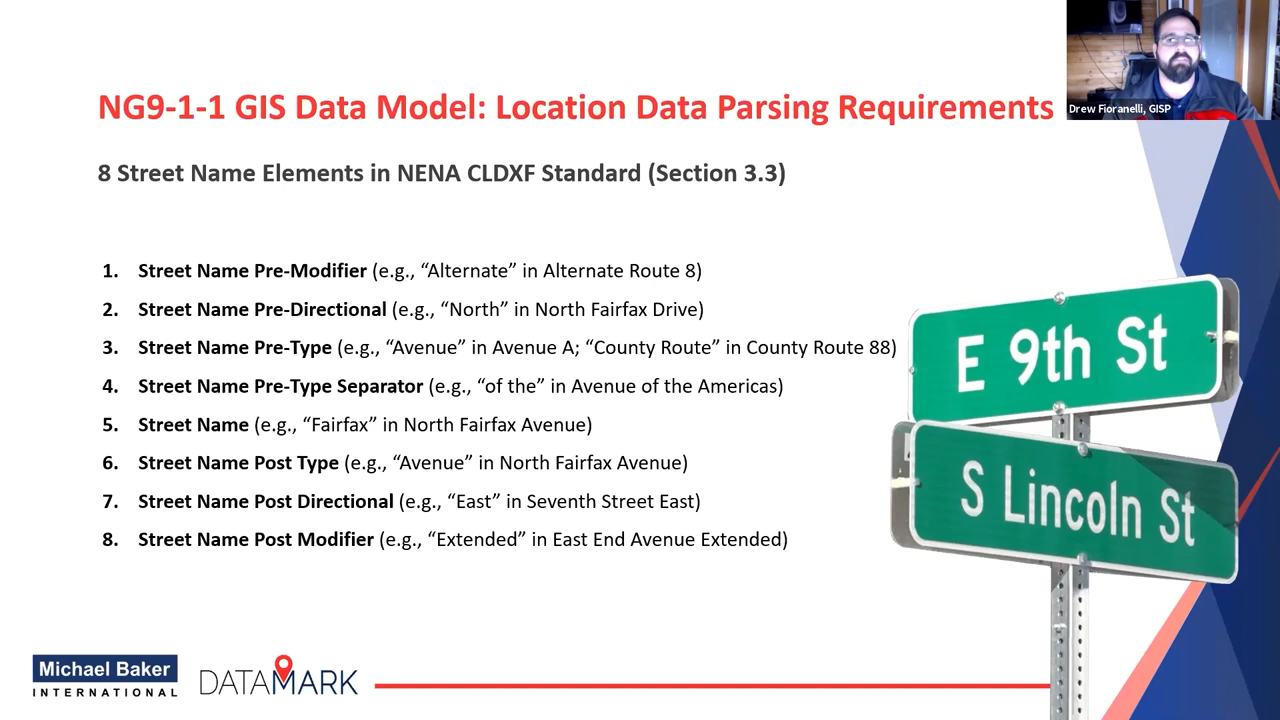 NG9-1-1 GIS Data Model: Location Data Parsing Requirements
Drew Fioranelli, GISP
8 Street Name Elements in NENA CLDXF Standard (Section 3.3)
1. Street Name Pre-Modifier (e.g., “Alternate” in Alternate Route 8)
2. Street Name Pre-Directional (e.g., “North” in North Fairfax Drive)
3. Street Name Pre-Type (e.g., “Avenue” in Avenue A; “County Route” in County Route 88)
4. Street Name Pre-Type Separator (e.g., “of the” in Avenue of the Americas)
5. Street Name (e.g., “Fairfax” in North Fairfax Avenue)
6. Street Name Post Type (e.g., “Avenue” in North Fairfax Avenue)
7. Street Name Post Directional (e.g., “East” in Seventh Street East)
8. Street Name Post Modifier (e.g., “Extended” in East End Avenue Extended)
E 9th St
S Lincoln St
Michael Baker
INTERNATIONAL
DATAMARK